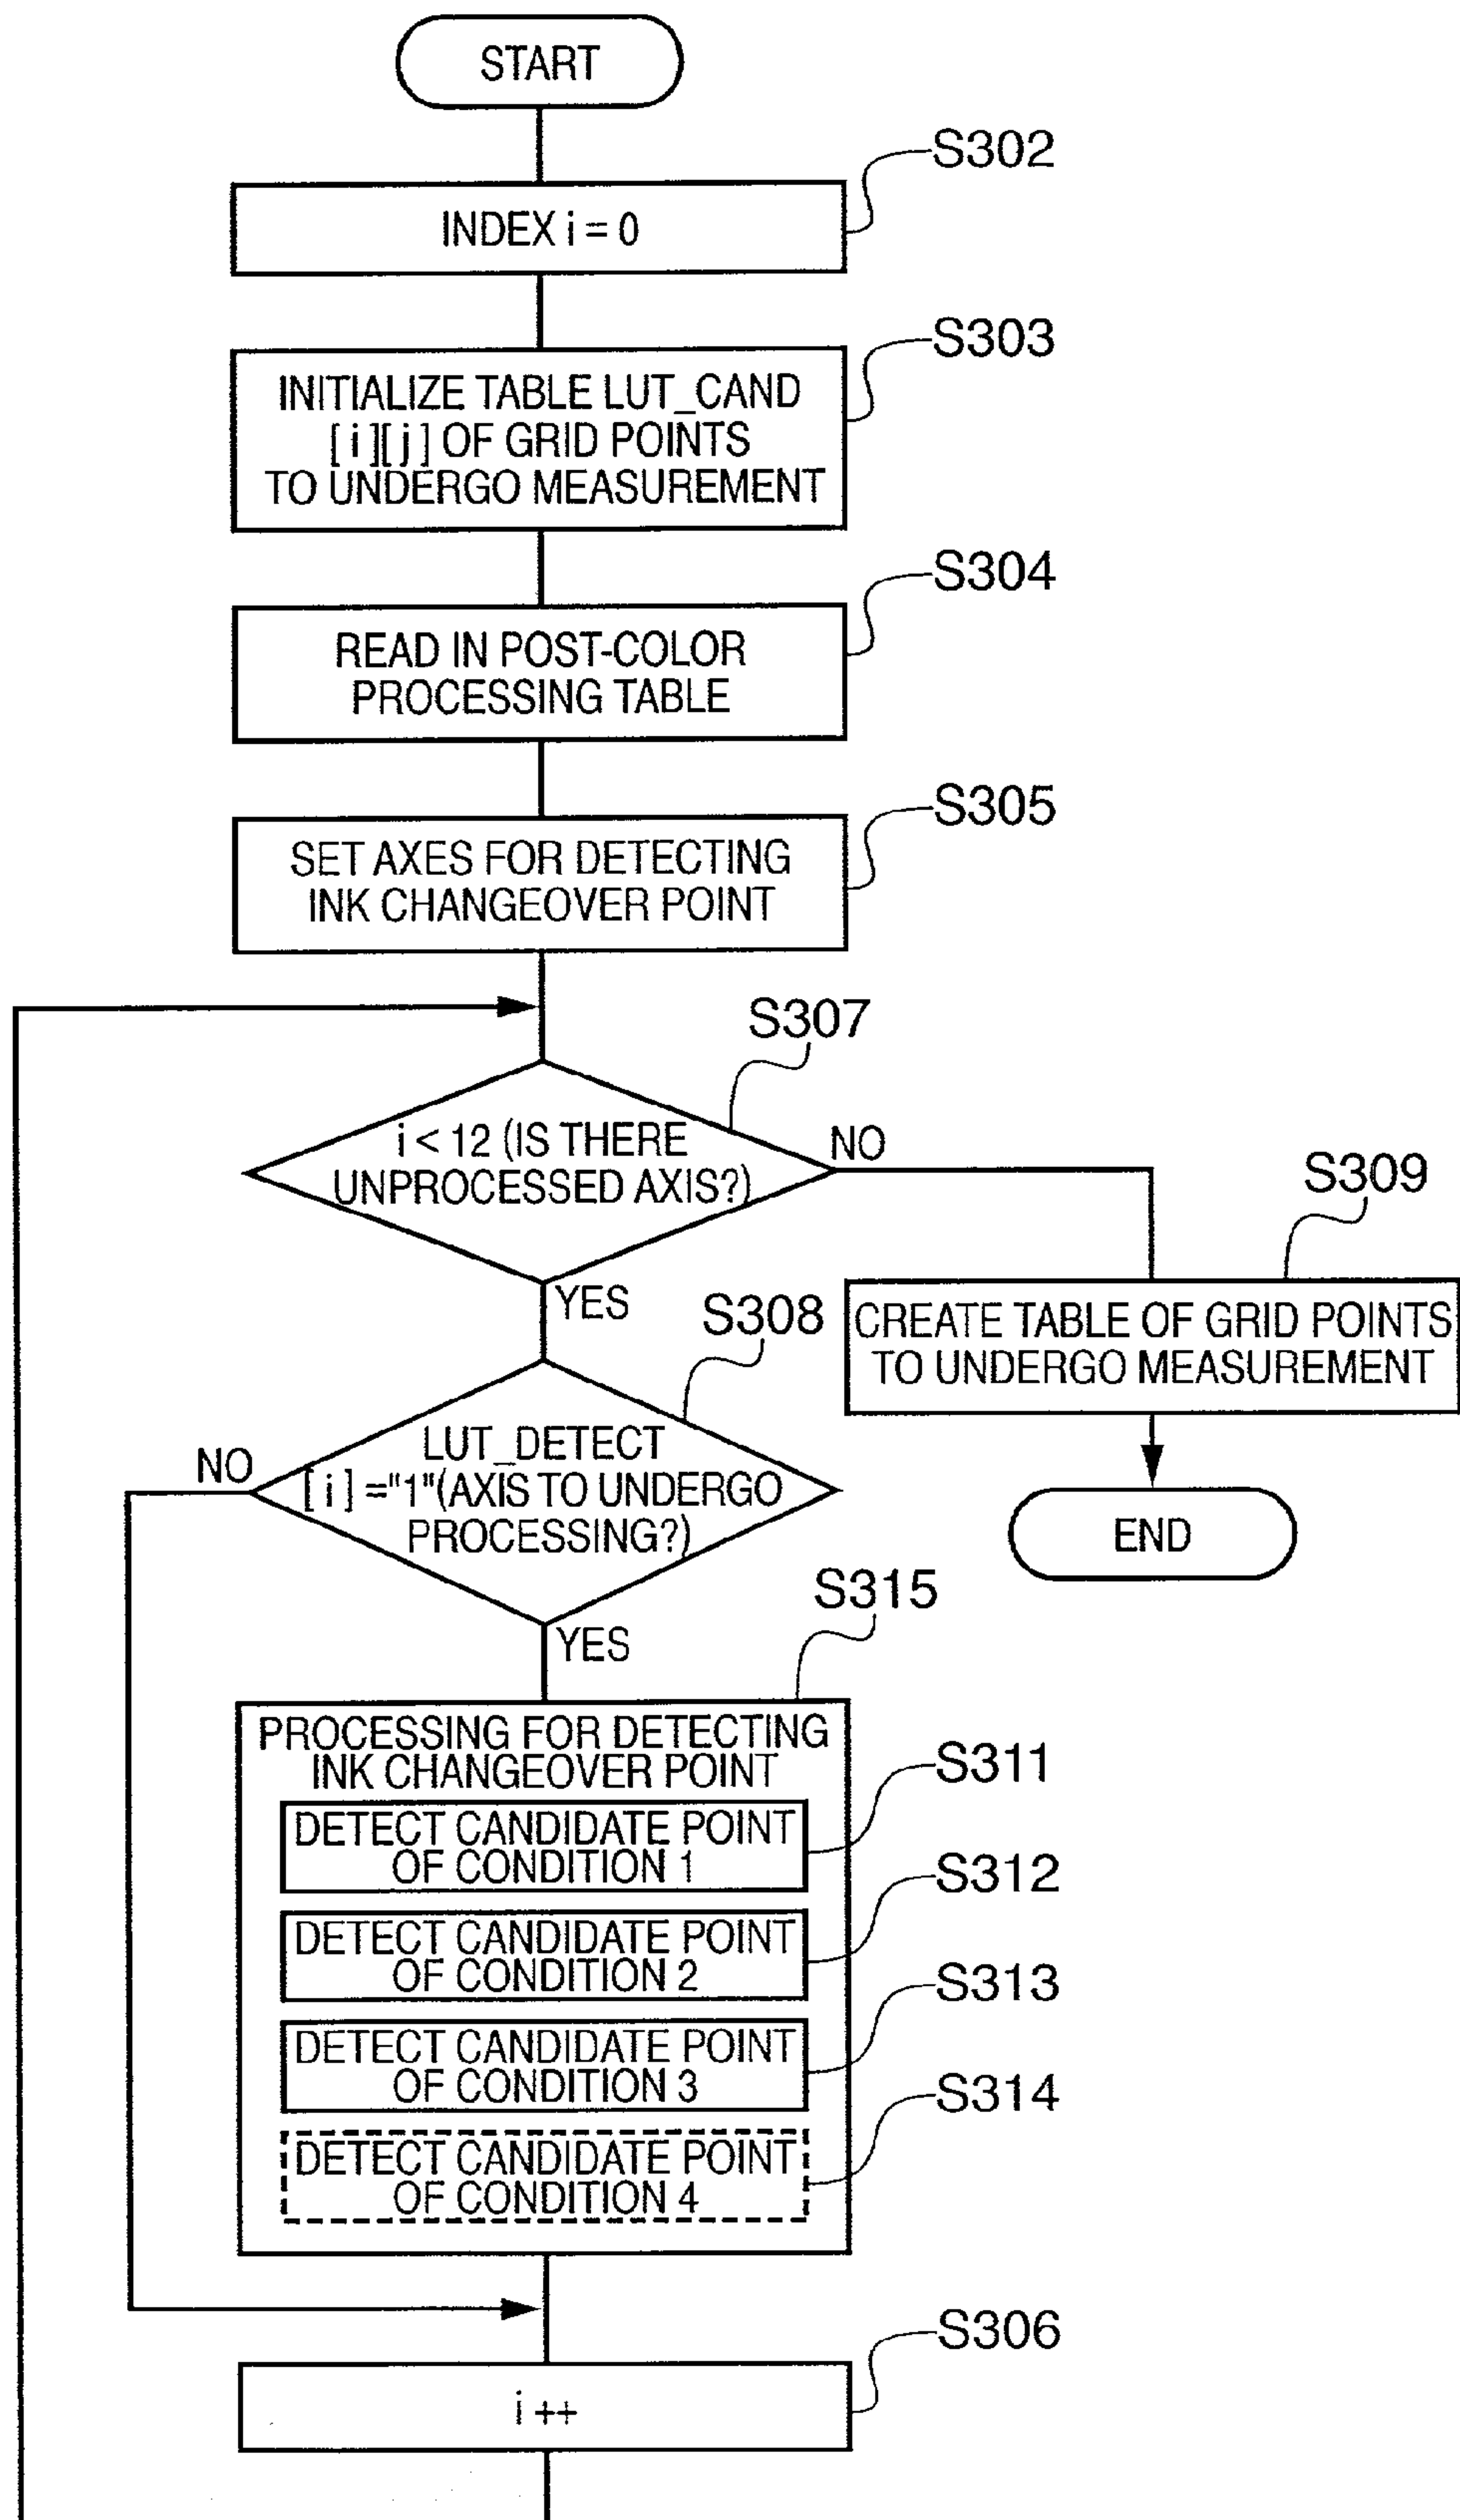 START
S302
INDEX i = 0
S303
INITIALIZE TABLE LUT_CAND
[ i ][ j ] OF GRID POINTS
TO UNDERGO MEASUREMENT
S304
READ IN POST-COLOR
PROCESSING TABLE
S305
SET AXES FOR DETECTING
INK CHANGEOVER POINT
S307
i < 12 (IS THERE
UNPROCESSED AXIS?)
NO
YES
S309
CREATE TABLE OF GRID POINTS
TO UNDERGO MEASUREMENT
END
S308
LUT_DETECT
[ i ] ="1"(AXIS TO UNDERGO
PROCESSING?)
NO
YES
S315
PROCESSING FOR DETECTING
INK CHANGEOVER POINT
S311
DETECT CANDIDATE POINT
OF CONDITION 1
S312
DETECT CANDIDATE POINT
OF CONDITION 2
S313
DETECT CANDIDATE POINT
OF CONDITION 3
S314
DETECT CANDIDATE POINT
OF CONDITION 4
S306
i ++